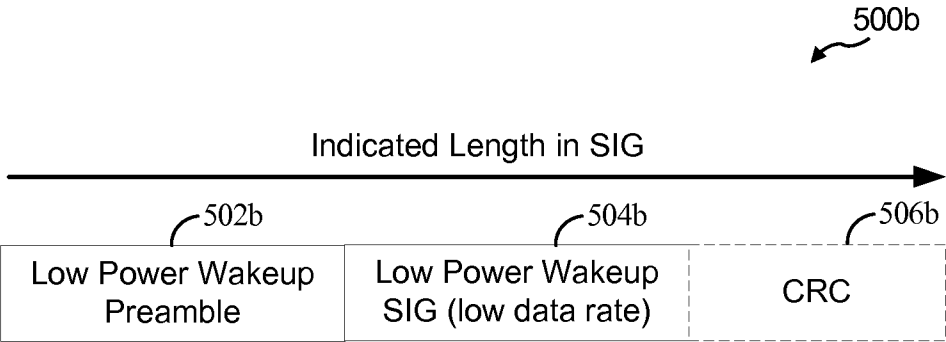 500b
Indicated Length in SIG
502b
504b
506b
Low Power Wakeup
Preamble
Low Power Wakeup
SIG (low data rate)
CRC